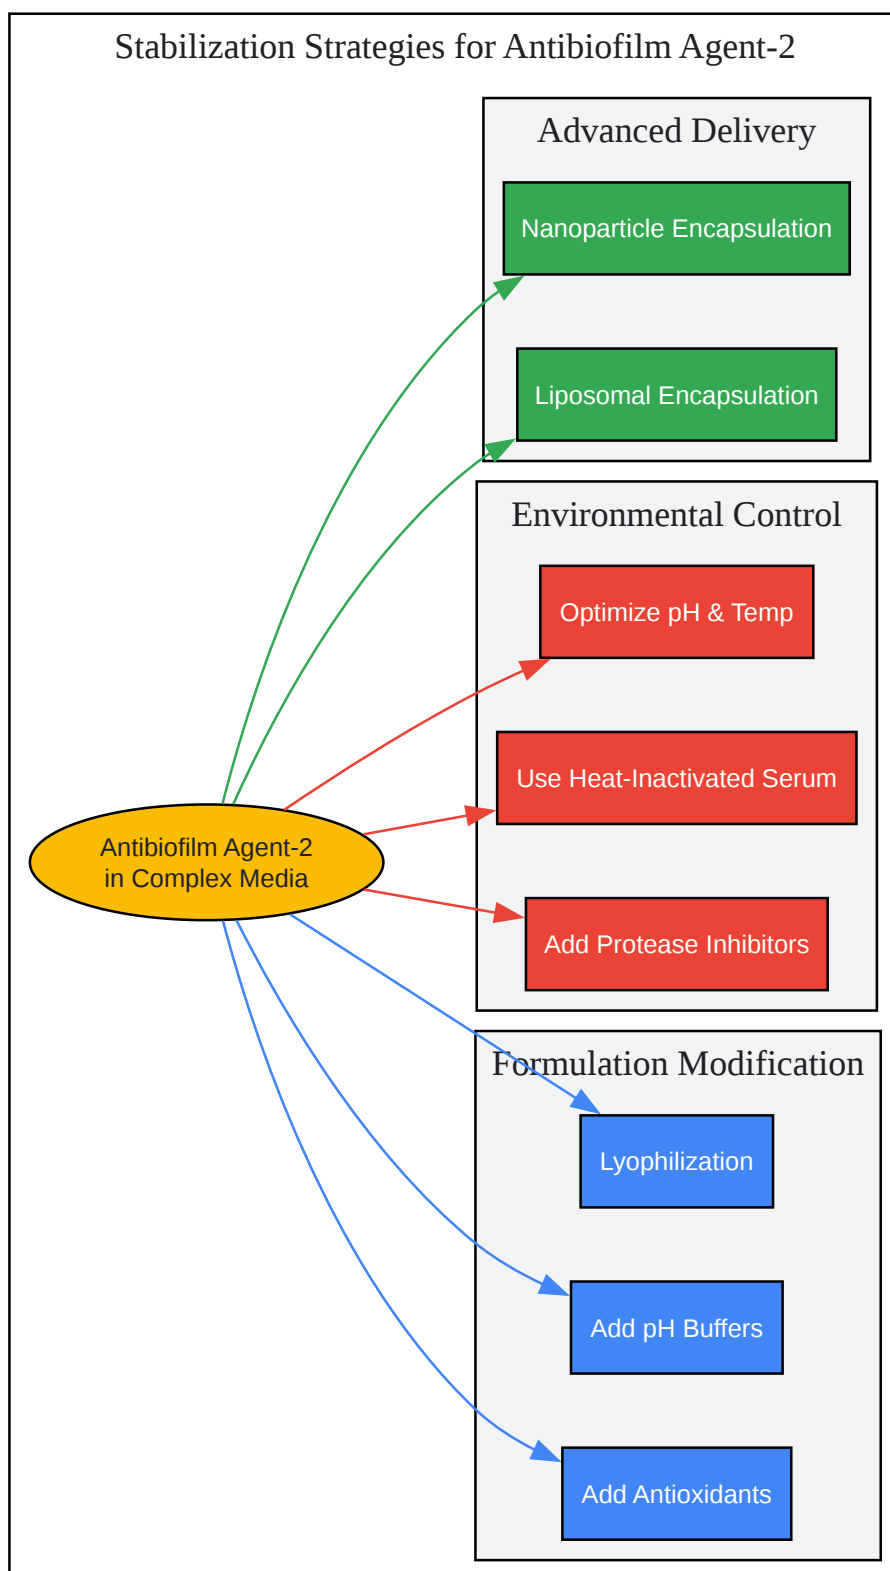 Stabilization Strategies for Antibiofilm Agent-2
Advanced Delivery
Nanoparticle Encapsulation
Liposomal Encapsulation
Environmental Control
Optimize pH & Temp
Use Heat-Inactivated Serum
Antibiofilm Agent-2
in Complex Media
Add Protease Inhibitors
Formulation Modification
Lyophilization
Add pH Buffers
Add Antioxidants